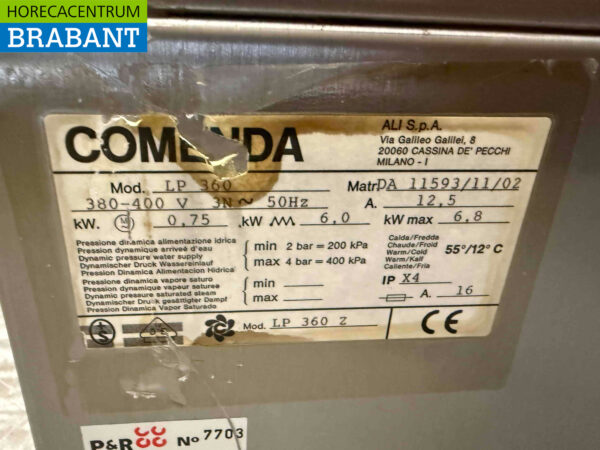 HORECACENTRUM
BRABANT
COMENDA
ALI S.p.A.
Via Galileo Galilei, 8
20060 CASSINA DE' PECCHI
MILANO - I
Mod. LP 360
Matr. DA 11593/11/02
380-400 V 3N ~ 50Hz
A. 12,5
kW. M 0,75 kW 6,0 kW max 6,8
Pressione dinamica alimentazione idrica
Pression dynamique arrivée d'eau
Dynamic pressure water supply
Dynamischer Druck Wassereinlauf
Pression Dinamica Alimentacion Hidrica
min 2 bar = 200 kPa
max 4 bar = 400 kPa
Calda/Fredda
Chaude/Froid
Warm/Cold
Warm/Kalf
Caliente/Fria
55°/12° C
Pressione dinamica vapore saturo
Pression dynamique vapeur saturée
Dynamic pressure saturated steam
Dynamischer Druck gesättigter Dampf
Pression Dinamica Vapor Saturado
min
max
IP X4
A. 16
Mod. LP 360 Z
CE
P&R No 7703